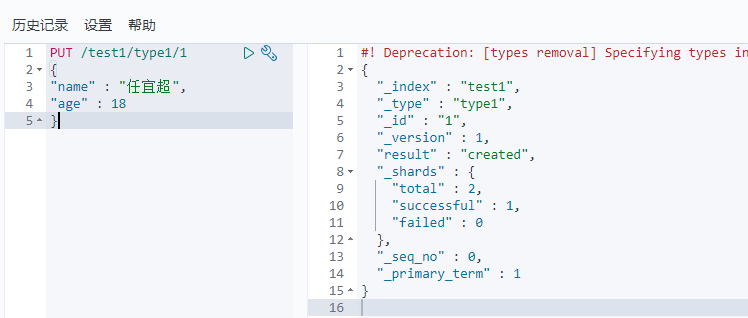 历史记录 设置 帮助
1 PUT /test1/type1/1
2 {
3 "name" : "任宜超",
4 "age" : 18
5 }
1 #! Deprecation: [types removal] Specifying types in
2 {
3 "_index" : "test1",
4 "_type" : "type1",
5 "_id" : "1",
6 "_version" : 1,
7 "result" : "created",
8 "_shards" : {
9 "total" : 2,
10 "successful" : 1,
11 "failed" : 0
12 },
13 "_seq_no" : 0,
14 "_primary_term" : 1
15 }
16